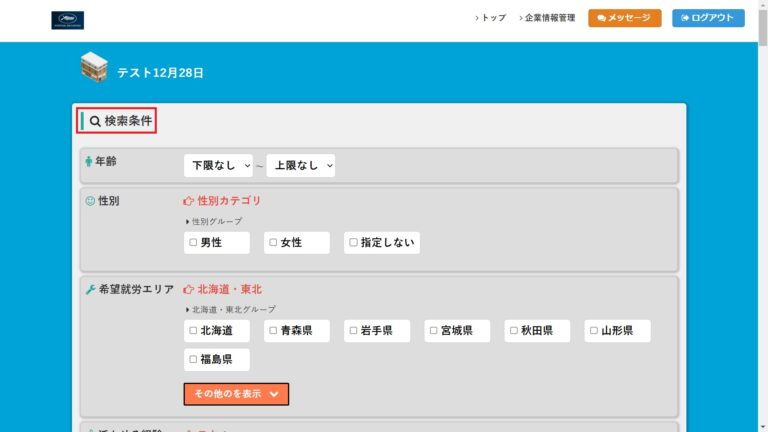 トップ 企業情報管理 メッセージ ログアウト
テスト12月28日
検索条件
年齢 下限なし ~ 上限なし
性別 性別カテゴリ
性別グループ
男性 女性 指定しない
希望就労エリア 北海道・東北
北海道・東北グループ
北海道 青森県 岩手県 宮城県 秋田県 山形県
福島県
その他のを表示